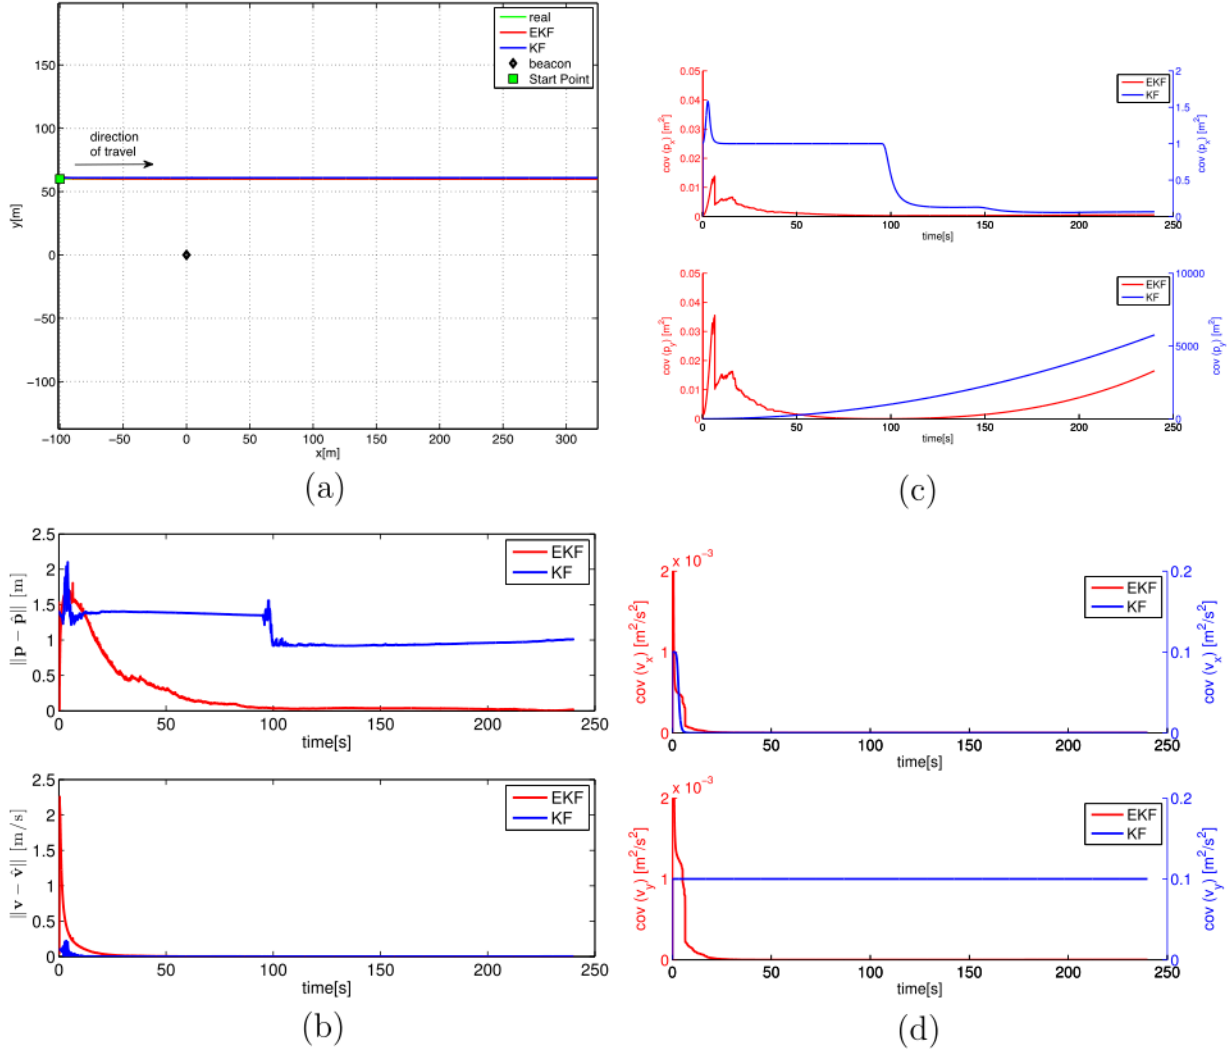 real
EKF
KF
beacon
Start Point
150
100
50
0
−50
−100
y[m]
direction
of travel
−100 −50 0 50 100 150 200 250 300
x[m]
(a)
0.05
0.04
0.03
0.02
0.01
0
cov (pₓ) [m²]
EKF
KF
2
1.5
1
0.5
0
cov (pₓ) [m²]
0 50 100 150 200 250
time[s]
0.05
0.04
0.03
0.02
0.01
0
cov (p_y) [m²]
EKF
KF
10000
5000
0
cov (p_y) [m²]
0 50 100 150 200 250
time[s]
(c)
2.5
2
1.5
1
0.5
0
‖p − p̂‖ [m]
EKF
KF
0 50 100 150 200 250
time[s]
2.5
2
1.5
1
0.5
0
‖v − v̂‖ [m/s]
EKF
KF
0 50 100 150 200 250
time[s]
(b)
x 10⁻³
2
1
0
cov (vₓ) [m²/s²]
EKF
KF
0.2
0.1
0
cov (vₓ) [m²/s²]
0 50 100 150 200 250
time[s]
x 10⁻³
2
1
0
cov (v_y) [m²/s²]
EKF
KF
0.2
0.1
0
cov (v_y) [m²/s²]
0 50 100 150 200 250
time[s]
(d)